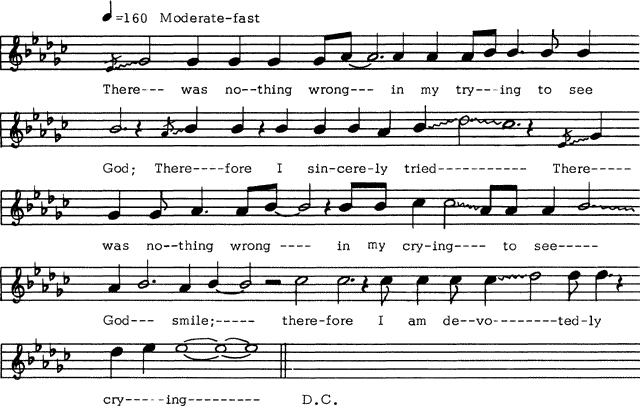 ♩=160 Moderate-fast
There--- was no--thing wrong--- in my try---ing to see
God; There----fore I sin-cere-ly tried----------- There-----
was no--thing wrong ---- in my cry-ing---- to see-----
God--- smile;----- there-fore I am de--vo---------ted-ly
cry-----ing--------- D.C.